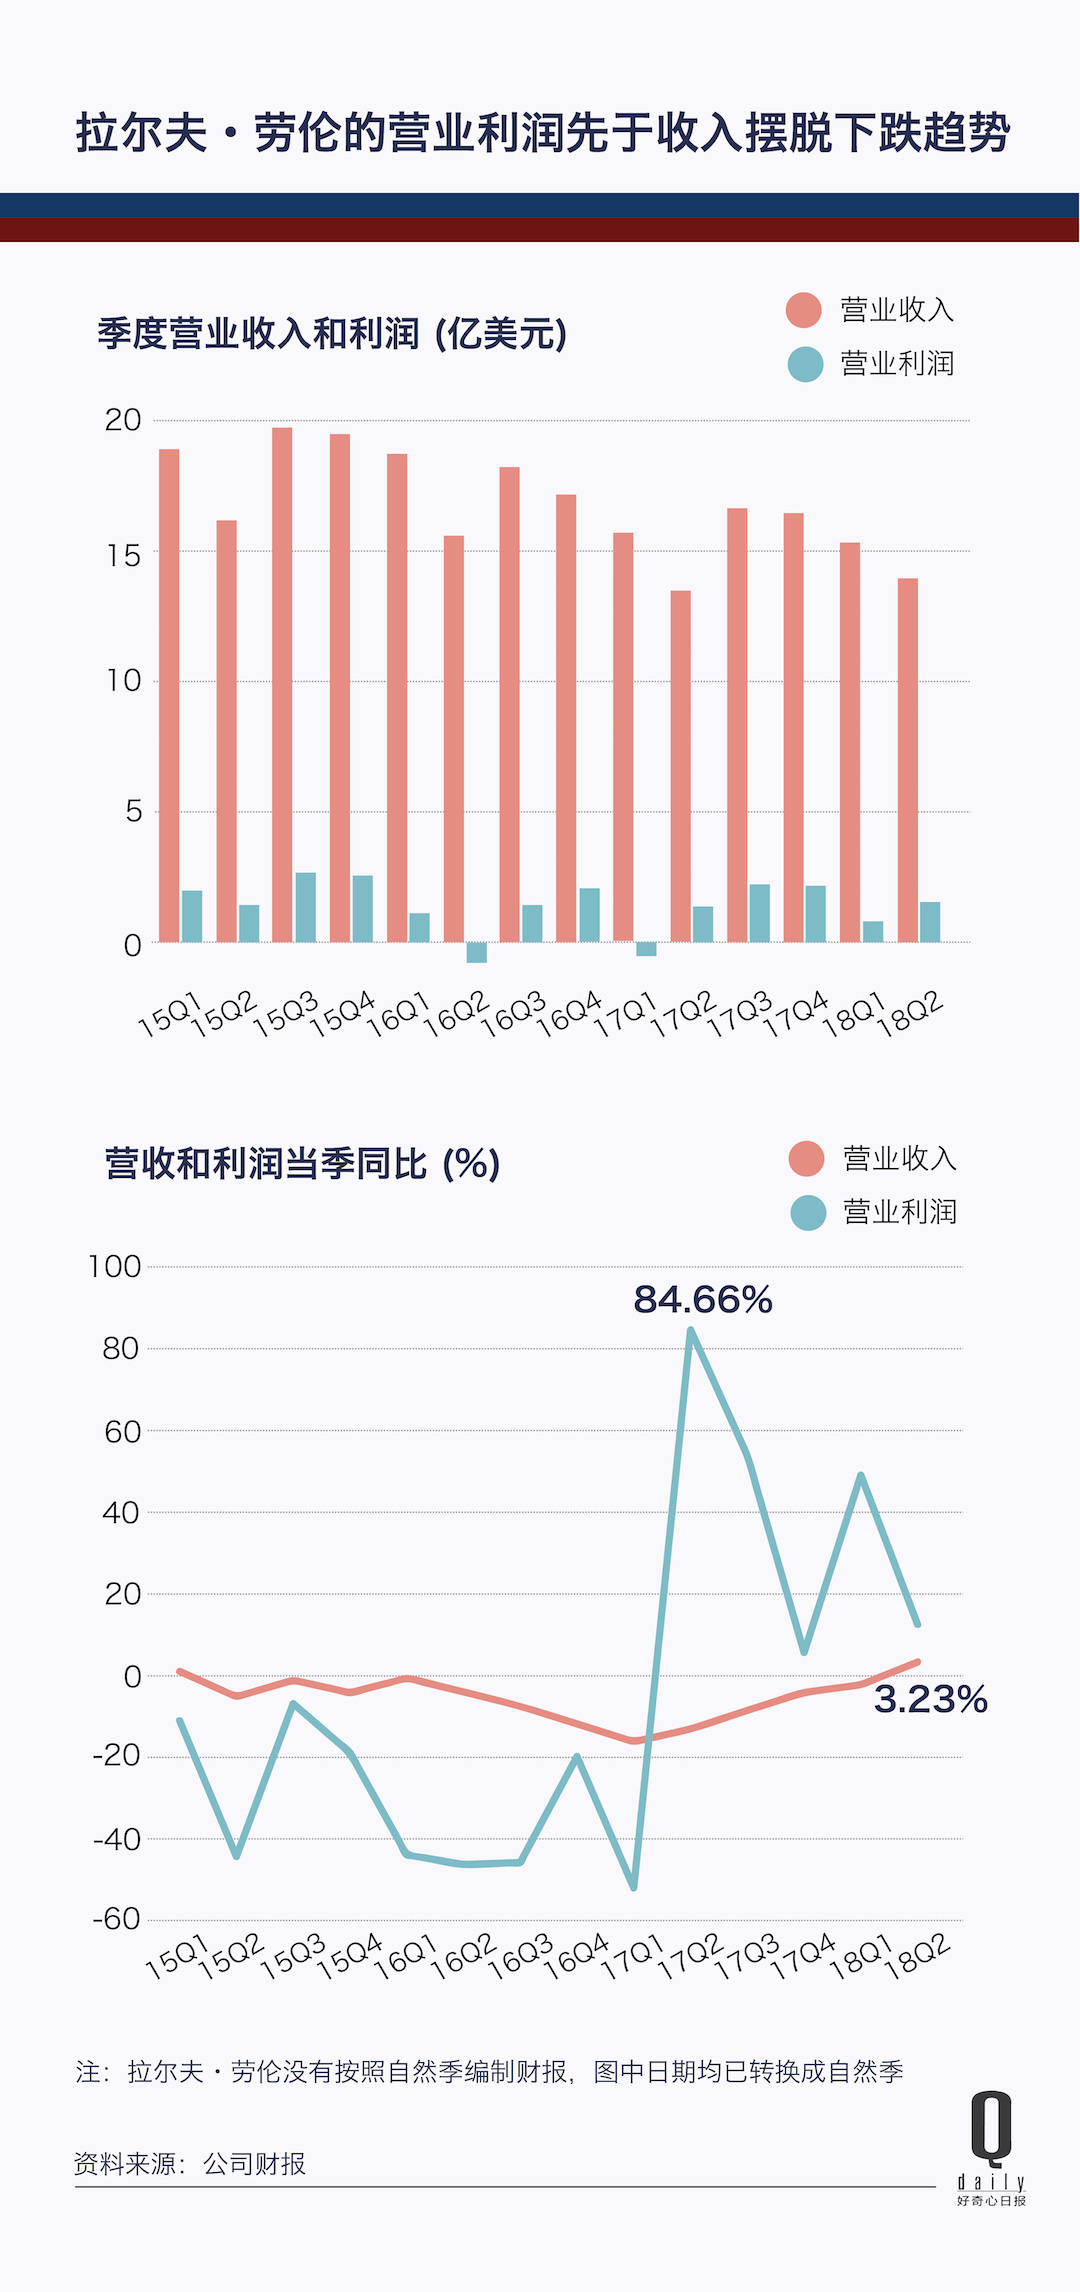 拉尔夫・劳伦的营业利润先于收入摆脱下跌趋势
季度营业收入和利润 (亿美元)
营业收入
营业利润
20
15
10
5
0
15Q1
15Q2
15Q3
15Q4
16Q1
16Q2
16Q3
16Q4
17Q1
17Q2
17Q3
17Q4
18Q1
18Q2
营收和利润当季同比 (%)
营业收入
营业利润
100
84.66%
80
60
40
20
0
3.23%
-20
-40
-60
15Q1
15Q2
15Q3
15Q4
16Q1
16Q2
16Q3
16Q4
17Q1
17Q2
17Q3
17Q4
18Q1
18Q2
注：拉尔夫・劳伦没有按照自然季编制财报，图中日期均已转换成自然季
资料来源：公司财报
Q
daily
好奇心日报